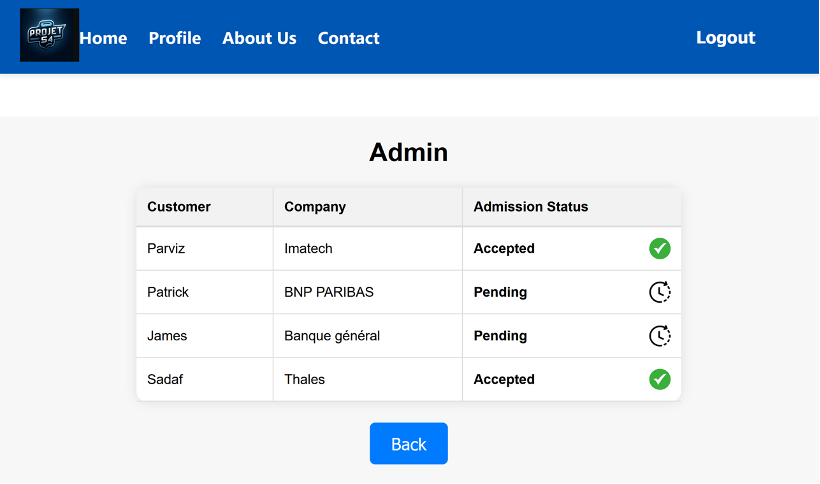 PROJET
54
Home Profile About Us Contact Logout
Admin
Customer Company Admission Status
Parviz Imatech Accepted
Patrick BNP PARIBAS Pending
James Banque général Pending
Sadaf Thales Accepted
Back